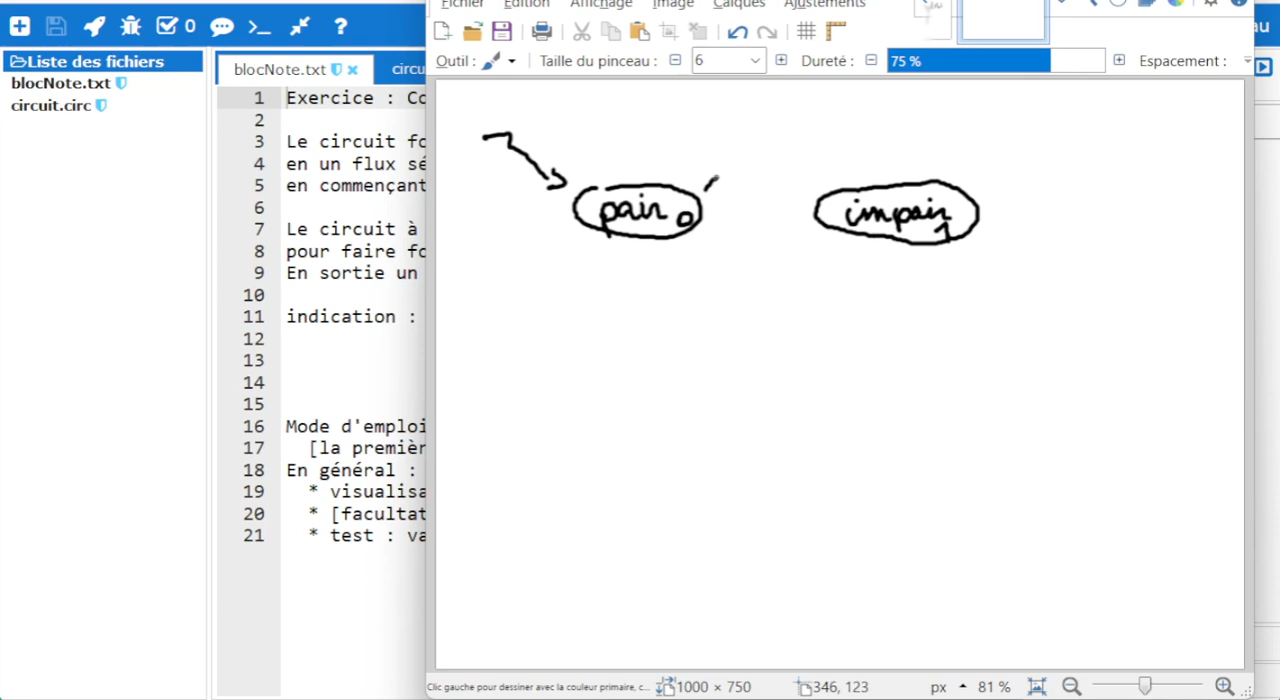 Fichier Edition Affichage Image Calques Ajustements
0 >_ ?
Liste des fichiers
blocNote.txt
circuit.circ
blocNote.txt × circu
Outil : Taille du pinceau : 6 Dureté : 75 % Espacement :
1 Exercice : Co
2
3 Le circuit fo
4 en un flux sé
5 en commençant
6
7 Le circuit à
8 pour faire fo
9 En sortie un
10
11 indication :
12
13
14
15
16 Mode d'emploi
17 [la premièr
18 En général :
19 * visualisa
20 * [facultat
21 * test : va
pair 0
impair 1
Clic gauche pour dessiner avec la couleur primaire, c... 1000 × 750 346, 123 px 81 %